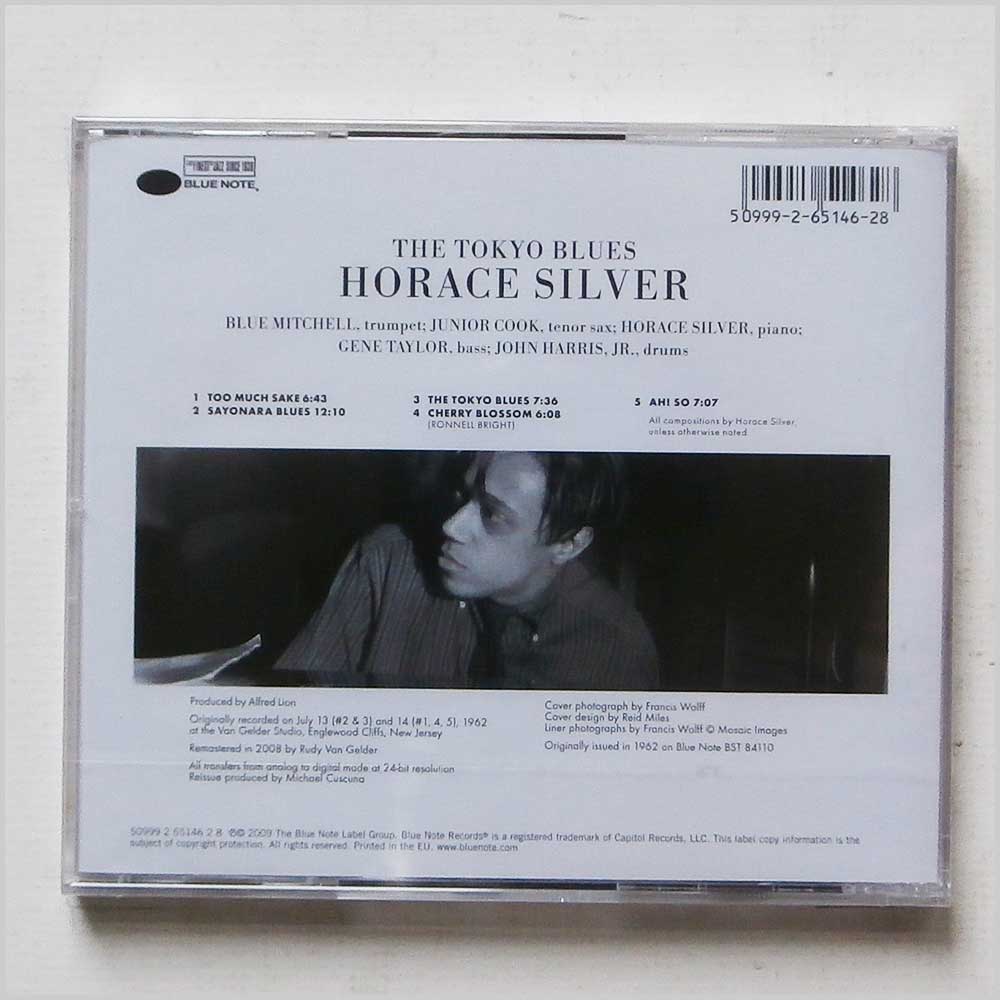 THE FINEST IN JAZZ SINCE 1939
BLUE NOTE
5 0999-2-65146-28
THE TOKYO BLUES
HORACE SILVER
BLUE MITCHELL, trumpet; JUNIOR COOK, tenor sax; HORACE SILVER, piano;
GENE TAYLOR, bass; JOHN HARRIS, JR., drums
1 TOO MUCH SAKE 6:43
2 SAYONARA BLUES 12:10
3 THE TOKYO BLUES 7:36
4 CHERRY BLOSSOM 6:08
(RONNELL BRIGHT)
5 AH! SO 7:07
All compositions by Horace Silver,
unless otherwise noted.
Produced by Alfred Lion
Originally recorded on July 13 (#2 & 3) and 14 (#1, 4, 5), 1962
at the Van Gelder Studio, Englewood Cliffs, New Jersey
Remastered in 2008 by Rudy Van Gelder
All transfers from analog to digital made at 24-bit resolution
Reissue produced by Michael Cuscuna
Cover photograph by Francis Wolff
Cover design by Reid Miles
Liner photographs by Francis Wolff © Mosaic Images
Originally issued in 1962 on Blue Note BST 84110
50999 2 65146 2 8 ℗© 2009 The Blue Note Label Group. Blue Note Records® is a registered trademark of Capitol Records, LLC. This label copy information is the
subject of copyright protection. All rights reserved. Printed in the EU. www.bluenote.com